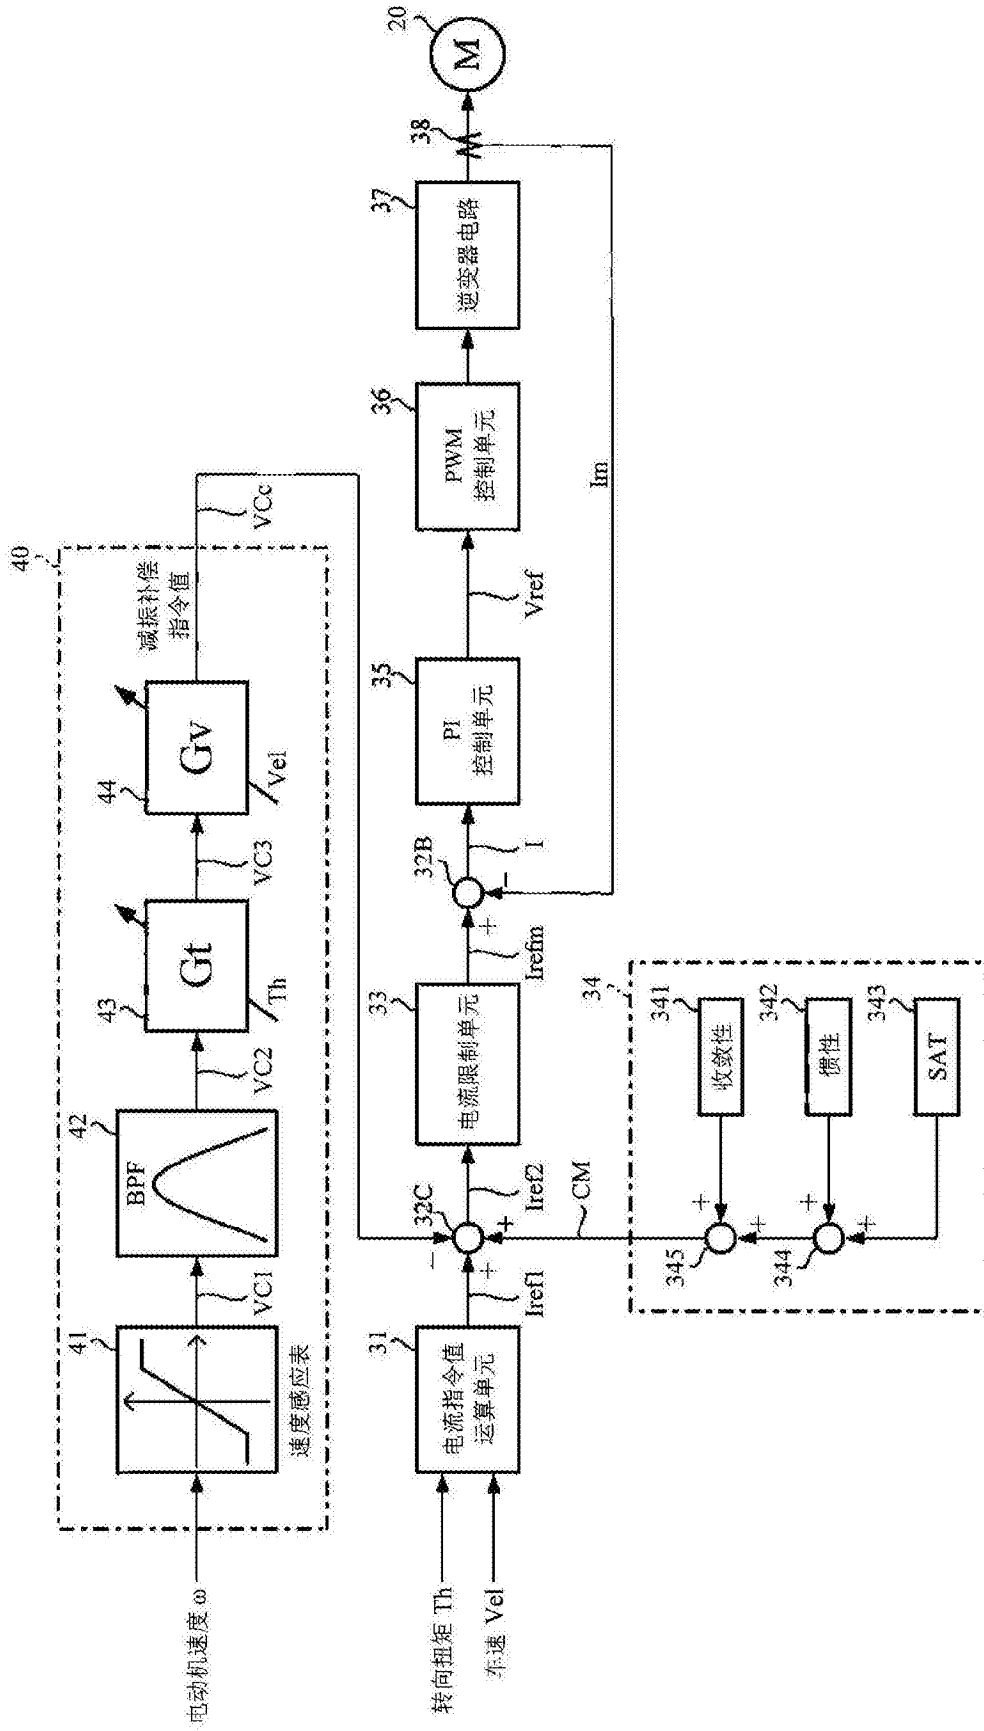 40
电动机速度 ω
41
速度感应表
VC1
42
BPF
VC2
43
Gt
Th
VC3
44
Gv
Vel
减振补偿
指令值
VCc
转向扭矩 Th
车速 Vel
31
电流指令值
运算单元
Iref1
32C
+
−
+
Iref2
33
电流限制单元
Irefm
32B
+
-
I
35
PI
控制单元
Vref
36
PWM
控制单元
37
逆变器电路
38
20
M
Im
CM
34
341
收敛性
342
惯性
343
SAT
345
+
+
344
+
+